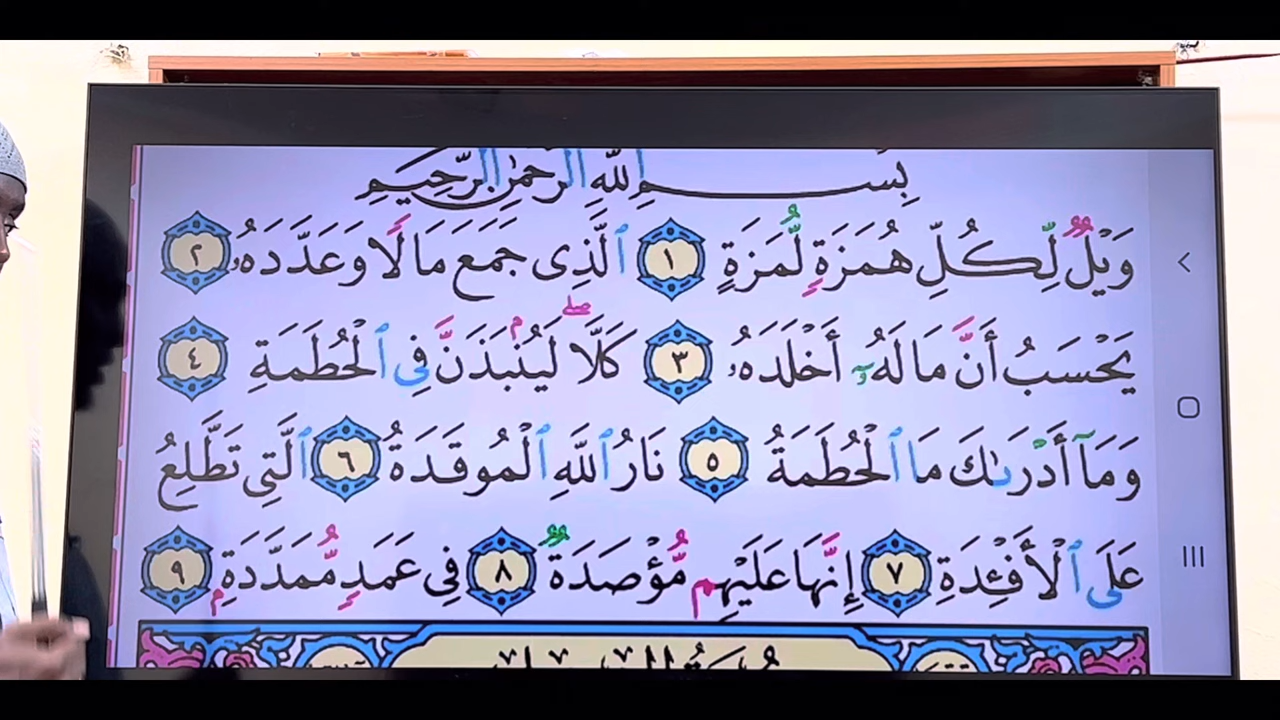 بِسْمِ ٱللَّهِ ٱلرَّحْمَٰنِ ٱلرَّحِيمِ
وَيْلٌ لِّكُلِّ هُمَزَةٍ لُّمَزَةٍ ١ ٱلَّذِى جَمَعَ مَالًا وَعَدَّدَهُۥ ٢
يَحْسَبُ أَنَّ مَالَهُۥٓ أَخْلَدَهُۥ ٣ كَلَّا ۖ لَيُنۢبَذَنَّ فِى ٱلْحُطَمَةِ ٤
وَمَآ أَدْرَىٰكَ مَا ٱلْحُطَمَةُ ٥ نَارُ ٱللَّهِ ٱلْمُوقَدَةُ ٦ ٱلَّتِى تَطَّلِعُ
عَلَى ٱلْأَفْـِٔدَةِ ٧ إِنَّهَا عَلَيْهِم مُّؤْصَدَةٌ ٨ فِى عَمَدٍ مُّمَدَّدَةٍۭ ٩